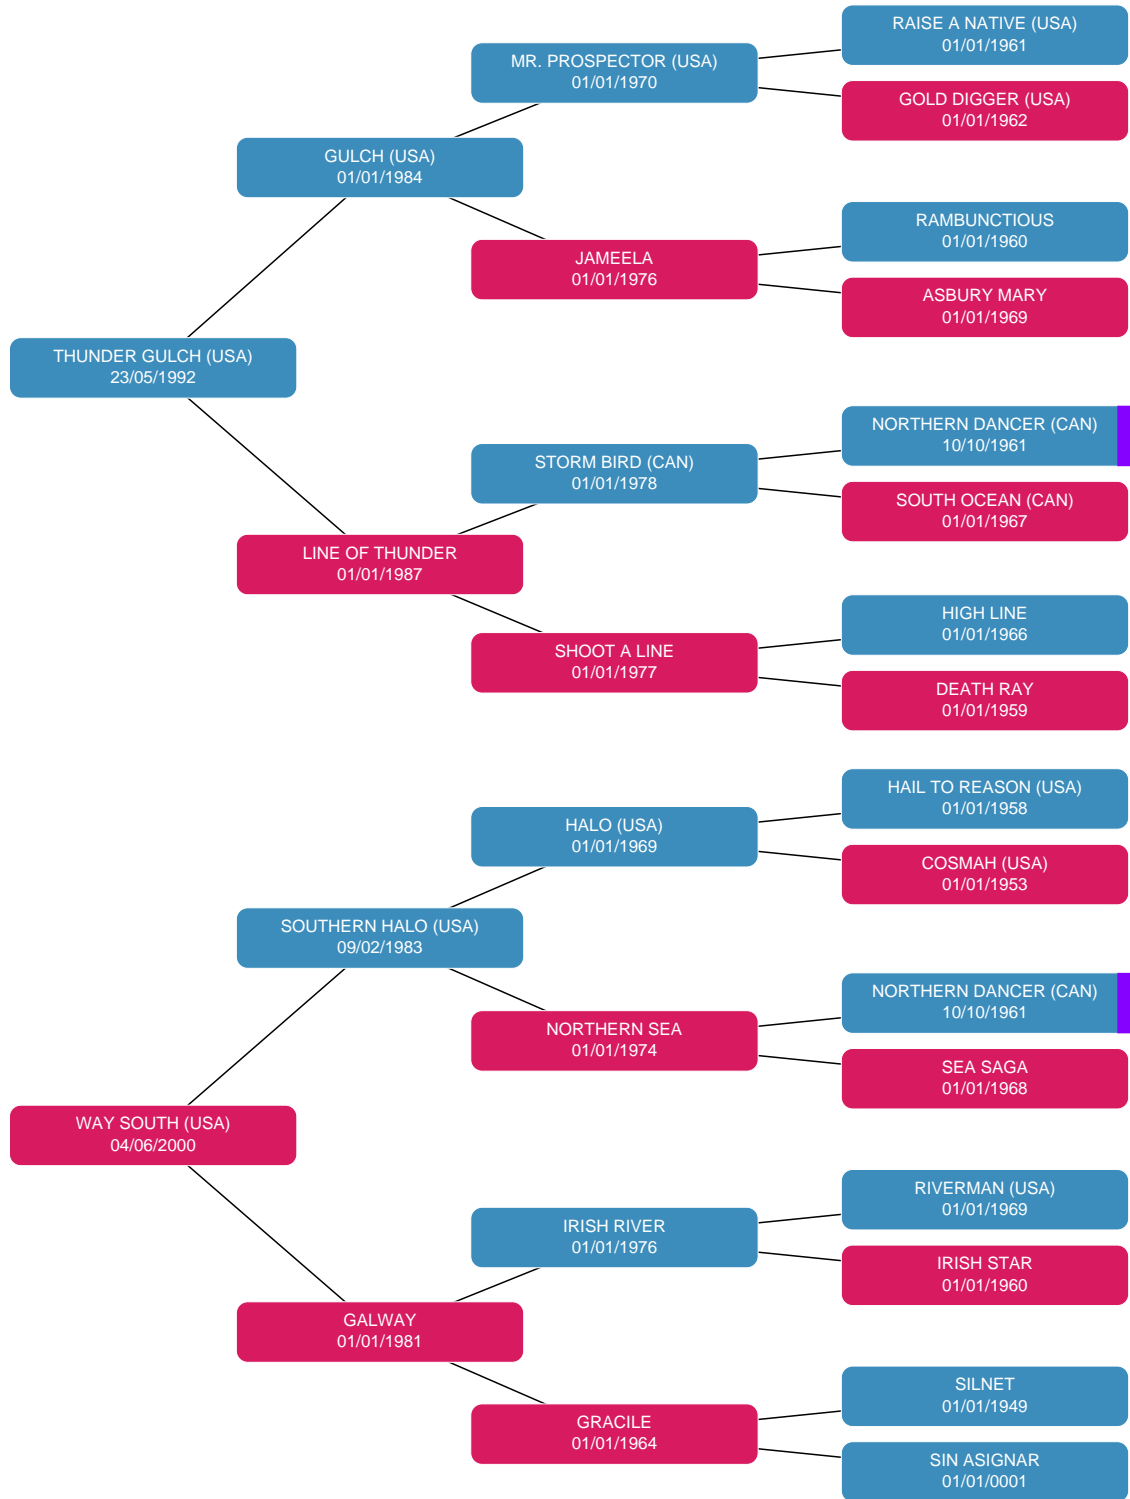 RAISE A NATIVE (USA)
01/01/1961
MR. PROSPECTOR (USA)
01/01/1970
GOLD DIGGER (USA)
01/01/1962
GULCH (USA)
01/01/1984
RAMBUNCTIOUS
01/01/1960
JAMEELA
01/01/1976
ASBURY MARY
01/01/1969
THUNDER GULCH (USA)
23/05/1992
NORTHERN DANCER (CAN)
10/10/1961
STORM BIRD (CAN)
01/01/1978
SOUTH OCEAN (CAN)
01/01/1967
LINE OF THUNDER
01/01/1987
HIGH LINE
01/01/1966
SHOOT A LINE
01/01/1977
DEATH RAY
01/01/1959
HAIL TO REASON (USA)
01/01/1958
HALO (USA)
01/01/1969
COSMAH (USA)
01/01/1953
SOUTHERN HALO (USA)
09/02/1983
NORTHERN DANCER (CAN)
10/10/1961
NORTHERN SEA
01/01/1974
SEA SAGA
01/01/1968
WAY SOUTH (USA)
04/06/2000
RIVERMAN (USA)
01/01/1969
IRISH RIVER
01/01/1976
IRISH STAR
01/01/1960
GALWAY
01/01/1981
SILNET
01/01/1949
GRACILE
01/01/1964
SIN ASIGNAR
01/01/0001